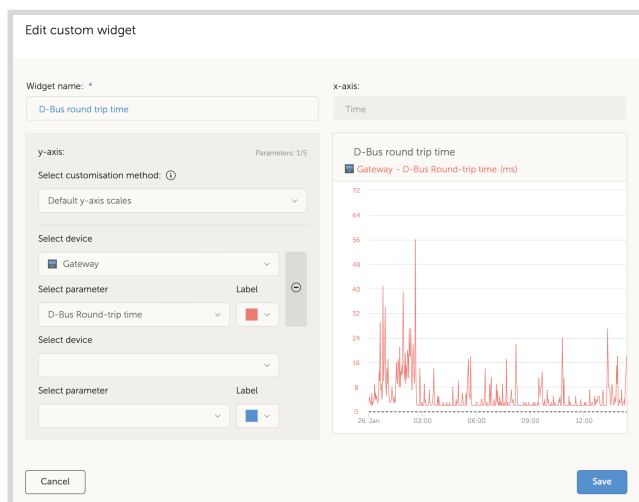 Edit custom widget
Widget name: *
D-Bus round trip time
x-axis:
Time
y-axis:
Parameters: 1/5
Select customisation method:
Default y-axis scales
Select device
Gateway
Select parameter
Label
D-Bus Round-trip time
Select device
Select parameter
Label
D-Bus round trip time
Gateway – D-Bus Round-trip time (ms)
72
64
56
48
40
32
24
16
8
0
26. Jan 03:00 06:00 09:00 12:00
Cancel
Save